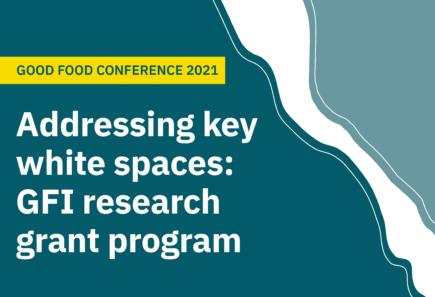 GOOD FOOD CONFERENCE 2021
Addressing key
white spaces:
GFI research
grant program